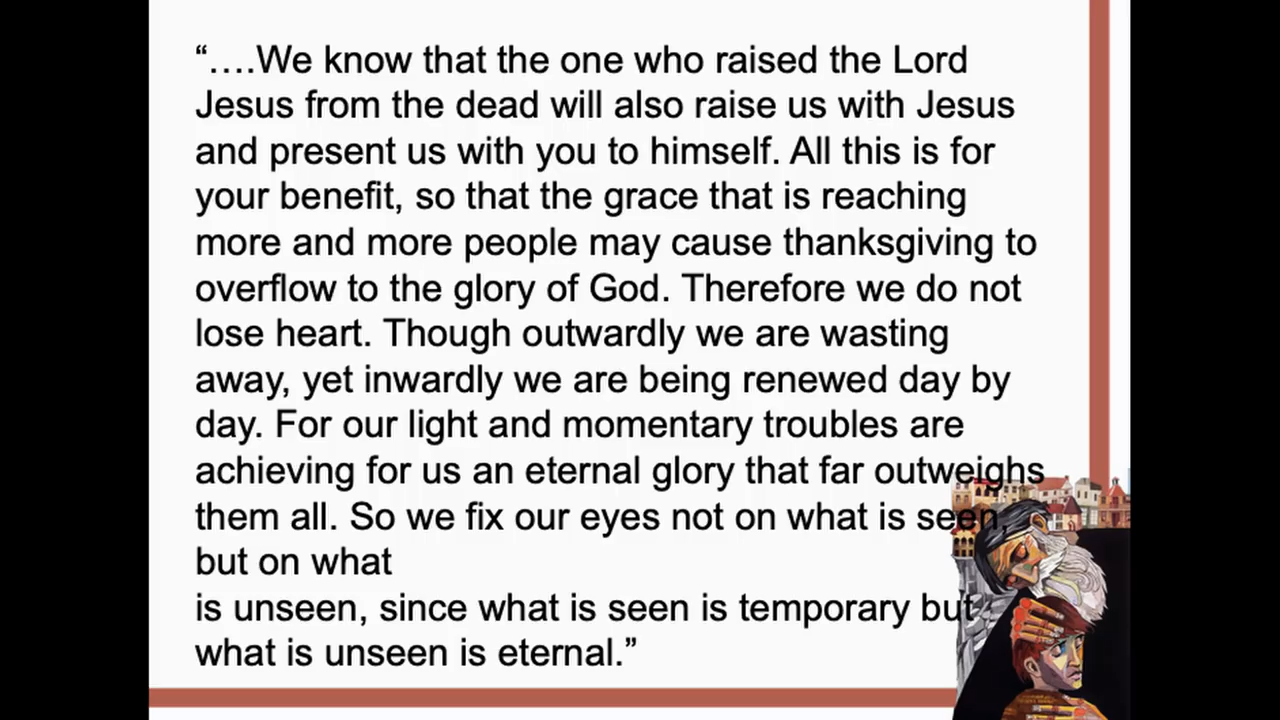 “….We know that the one who raised the Lord
Jesus from the dead will also raise us with Jesus
and present us with you to himself. All this is for
your benefit, so that the grace that is reaching
more and more people may cause thanksgiving to
overflow to the glory of God. Therefore we do not
lose heart. Though outwardly we are wasting
away, yet inwardly we are being renewed day by
day. For our light and momentary troubles are
achieving for us an eternal glory that far outweighs
them all. So we fix our eyes not on what is seen,
but on what
is unseen, since what is seen is temporary but
what is unseen is eternal.”